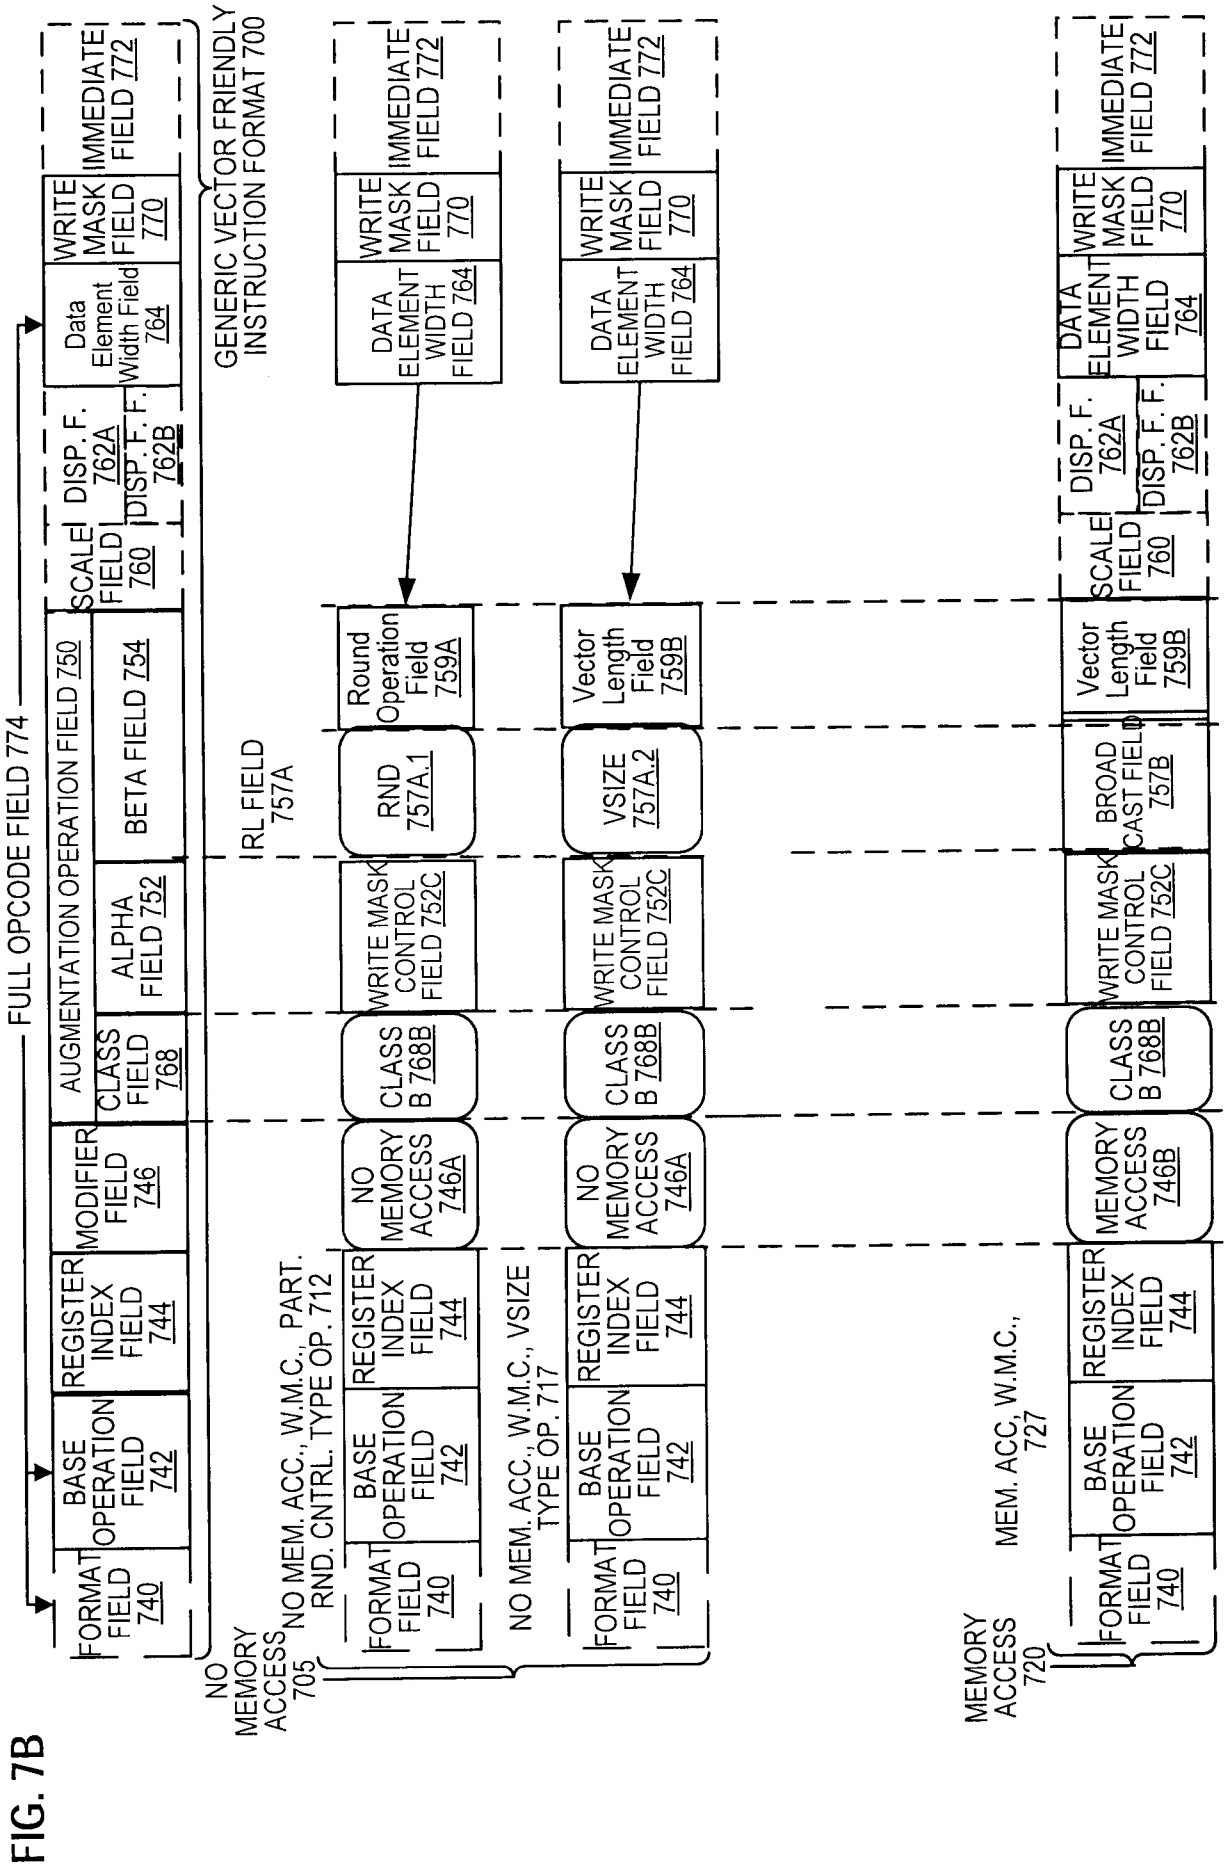 FIG. 7B
FULL OPCODE FIELD 774
FORMAT
FIELD
740
BASE
OPERATION
FIELD
742
REGISTER
INDEX
FIELD
744
MODIFIER
FIELD
746
AUGMENTATION OPERATION FIELD 750
CLASS
FIELD
768
ALPHA
FIELD 752
BETA FIELD 754
SCALE
FIELD
760
DISP. F.
762A
DISP. F. F.
762B
Data
Element
Width Field
764
WRITE
MASK
FIELD
770
IMMEDIATE
FIELD 772
GENERIC VECTOR FRIENDLY
INSTRUCTION FORMAT 700
NO
MEMORY
ACCESS
705
NO MEM. ACC., W.M.C., PART.
RND. CNTRL. TYPE OP. 712
RL FIELD
757A
FORMAT
FIELD
740
BASE
OPERATION
FIELD
742
REGISTER
INDEX
FIELD
744
NO
MEMORY
ACCESS
746A
CLASS
B 768B
WRITE MASK
CONTROL
FIELD 752C
RND
757A.1
Round
Operation
Field
759A
DATA
ELEMENT
WIDTH
FIELD 764
WRITE
MASK
FIELD
770
IMMEDIATE
FIELD 772
NO MEM. ACC., W.M.C., VSIZE
TYPE OP. 717
FORMAT
FIELD
740
BASE
OPERATION
FIELD
742
REGISTER
INDEX
FIELD
744
NO
MEMORY
ACCESS
746A
CLASS
B 768B
WRITE MASK
CONTROL
FIELD 752C
VSIZE
757A.2
Vector
Length
Field
759B
DATA
ELEMENT
WIDTH
FIELD 764
WRITE
MASK
FIELD
770
IMMEDIATE
FIELD 772
MEMORY
ACCESS
720
MEM. ACC, W.M.C.,
727
FORMAT
FIELD
740
BASE
OPERATION
FIELD
742
REGISTER
INDEX
FIELD
744
MEMORY
ACCESS
746B
CLASS
B 768B
WRITE MASK
CONTROL
FIELD 752C
BROAD
CAST FIELD
757B
Vector
Length
Field
759B
SCALE
FIELD
760
DISP. F.
762A
DISP. F. F.
762B
DATA
ELEMENT
WIDTH
FIELD
764
WRITE
MASK
FIELD
770
IMMEDIATE
FIELD 772